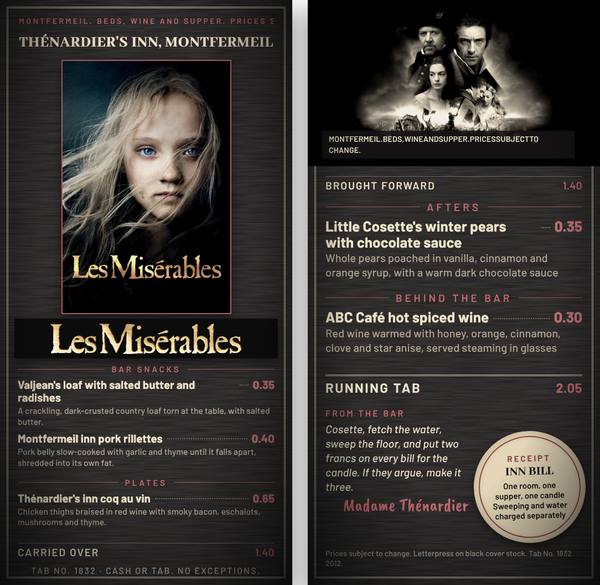 MONTFERMEIL. BEDS, WINE AND SUPPER. PRICES
THÉNARDIER'S INN, MONTFERMEIL
Les Misérables
Les Misérables
BAR SNACKS
Valjean's loaf with salted butter and 0.35
radishes
A crackling, dark-crusted country loaf torn at the table, with salted
butter.
Montfermeil inn pork rillettes 0.40
Pork belly slow-cooked with garlic and thyme until it falls apart,
shredded into its own fat.
PLATES
Thénardier's inn coq au vin 0.65
Chicken thighs braised in red wine with smoky bacon, eschalots,
mushrooms and thyme.
CARRIED OVER 1.40
TAB NO. 1832 · CASH OR TAB. NO EXCEPTIONS.
MONTFERMEIL.BEDS,WINEANDSUPPER.PRICESSUBJECTTO
CHANGE.
BROUGHT FORWARD 1.40
AFTERS
Little Cosette's winter pears 0.35
with chocolate sauce
Whole pears poached in vanilla, cinnamon and
orange syrup, with a warm dark chocolate sauce
BEHIND THE BAR
ABC Café hot spiced wine 0.30
Red wine warmed with honey, orange, cinnamon,
clove and star anise, served steaming in glasses
RUNNING TAB 2.05
FROM THE BAR
Cosette, fetch the water,
sweep the floor, and put two
francs on every bill for the
candle. If they argue, make it
three.
Madame Thénardier
RECEIPT
INN BILL
One room, one
supper, one candle
Sweeping and water
charged separately
Prices subject to change. Letterpress on black cover stock. Tab No. 1832.
2012.